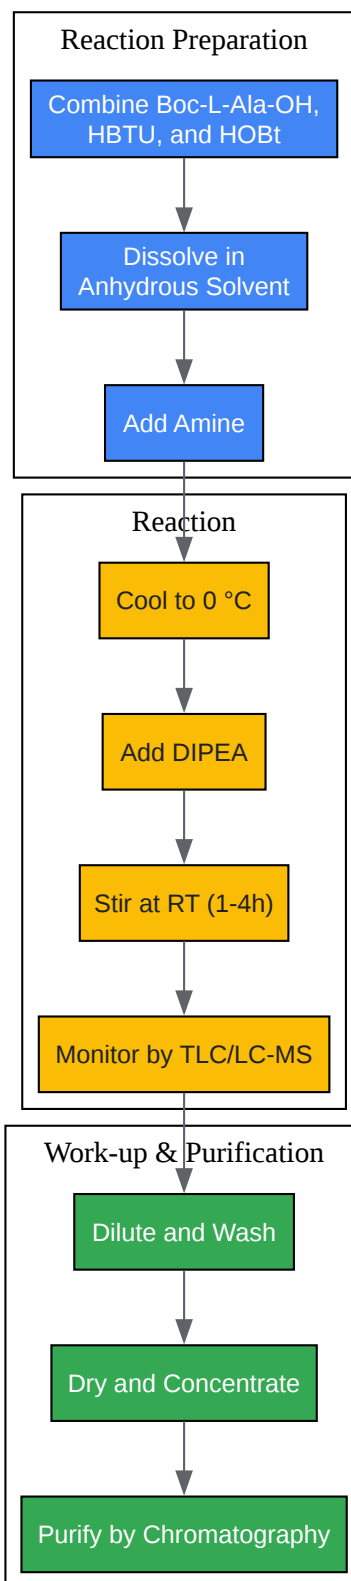 Reaction Preparation
Combine Boc-L-Ala-OH,
HBTU, and HOBt
Dissolve in
Anhydrous Solvent
Add Amine
Reaction
Cool to 0 °C
Add DIPEA
Stir at RT (1-4h)
Monitor by TLC/LC-MS
Work-up & Purification
Dilute and Wash
Dry and Concentrate
Purify by Chromatography